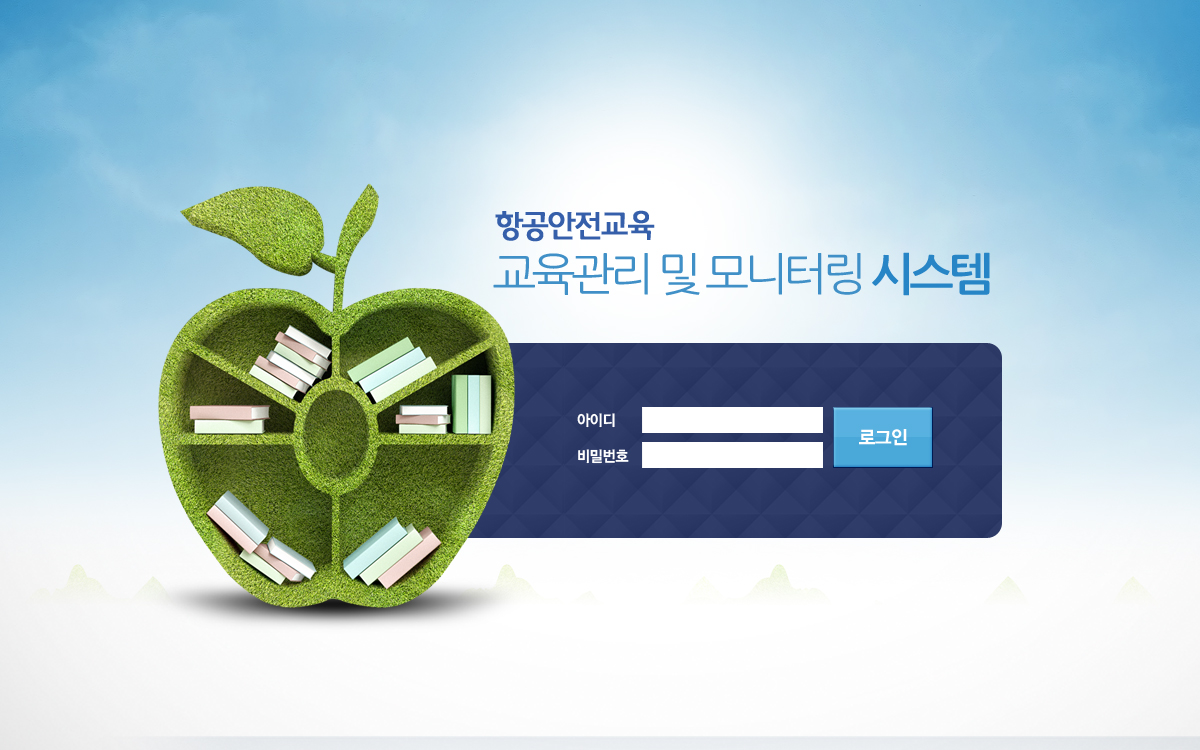 항공안전교육
교육관리 및 모니터링 시스템
아이디
비밀번호
로그인